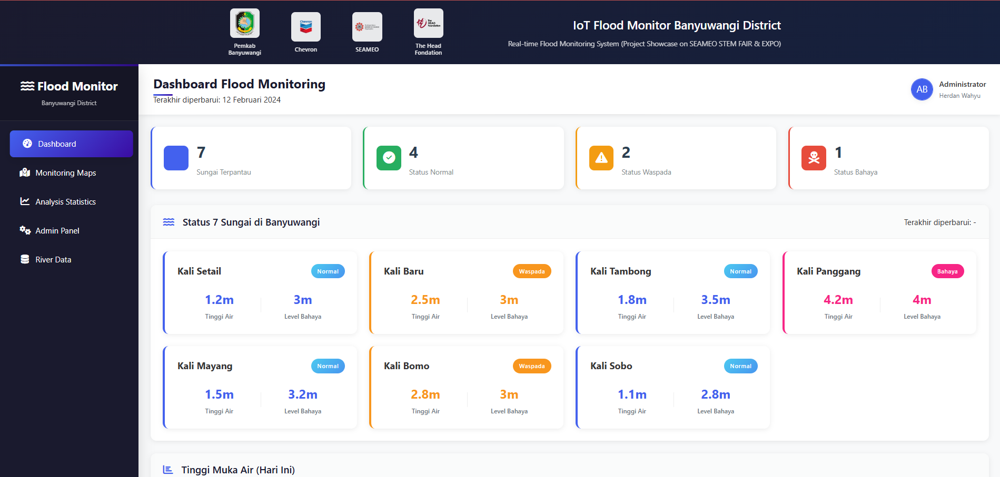 Chevron
The
HEAD
Foundation
Pemkab
Banyuwangi
Chevron
SEAMEO
The Head
Fondation
IoT Flood Monitor Banyuwangi District
Real-time Flood Monitoring System (Project Showcase on SEAMEO STEM FAIR & EXPO)
Flood Monitor
Banyuwangi District
Dashboard
Monitoring Maps
Analysis Statistics
Admin Panel
River Data
Dashboard Flood Monitoring
Terakhir diperbarui: 12 Februari 2024
AB
Administrator
Herdan Wahyu
7
Sungai Terpantau
4
Status Normal
2
Status Waspada
1
Status Bahaya
Status 7 Sungai di Banyuwangi
Terakhir diperbarui: -
Kali Setail
Normal
1.2m
Tinggi Air
3m
Level Bahaya
Kali Baru
Waspada
2.5m
Tinggi Air
3m
Level Bahaya
Kali Tambong
Normal
1.8m
Tinggi Air
3.5m
Level Bahaya
Kali Panggang
Bahaya
4.2m
Tinggi Air
4m
Level Bahaya
Kali Mayang
Normal
1.5m
Tinggi Air
3.2m
Level Bahaya
Kali Bomo
Waspada
2.8m
Tinggi Air
3m
Level Bahaya
Kali Sobo
Normal
1.1m
Tinggi Air
2.8m
Level Bahaya
Tinggi Muka Air (Hari Ini)